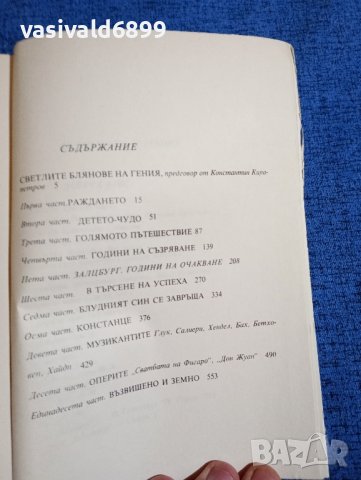 vasivald6899
СЪДЪРЖАНИЕ
СВЕТЛИТЕ БЛЯНОВЕ НА ГЕНИЯ, предговор от Константин Кара-
петров 5
Първа част. РАЖДАНЕТО 15
Втора част. ДЕТЕТО-ЧУДО 51
Трета част. ГОЛЯМОТО ПЪТЕШЕСТВИЕ 87
Четвърта част. ГОДИНИ НА СЪЗРЯВАНЕ 139
Пета част. ЗАЛЦБУРГ. ГОДИНИ НА ОЧАКВАНЕ 208
Шеста част. В ТЪРСЕНЕ НА УСПЕХА 270
Седма част. БЛУДНИЯТ СИН СЕ ЗАВРЪЩА 334
Осма част. КОНСТАНЦЕ 376
Девета част. МУЗИКАНТИТЕ Глук, Салиери, Хендел, Бах, Бетхо-
вен, Хайдн 429
Десета част. ОПЕРИТЕ „Сватбата на Фигаро“, „Дон Жуан“ 490
Единадесета част. ВЪЗВИШЕНО И ЗЕМНО 553
BAZAR
vasivald6899